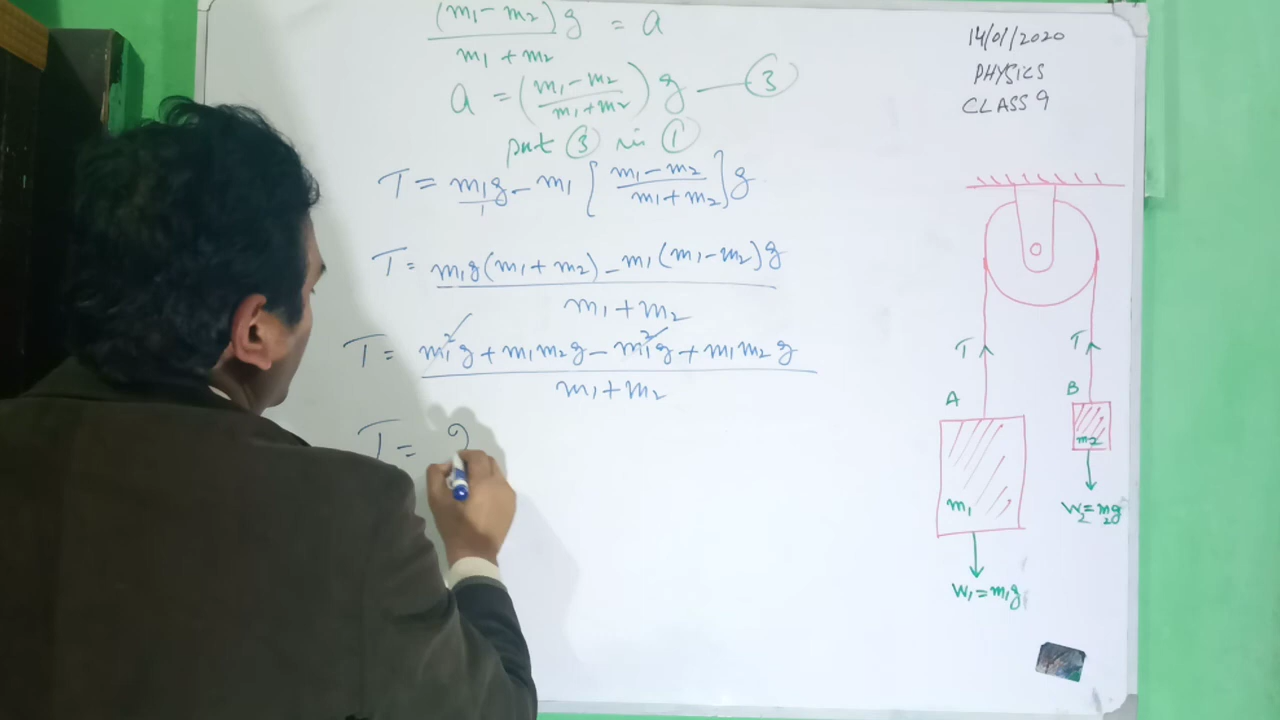 (m₁ - m₂)g / m₁ + m₂ = a
a = (m₁ - m₂ / m₁ + m₂) g — ③
put ③ in ①
T = m₁g / 1 - m₁ [m₁ - m₂ / m₁ + m₂] g
T = m₁g(m₁ + m₂) - m₁(m₁ - m₂)g / m₁ + m₂
T = m₁²g + m₁m₂g - m₁²g + m₁m₂g / m₁ + m₂
T = 2
14/01/2020
PHYSICS
CLASS 9
T
T
A
B
m₂
m₁
W₂ = m₂g
W₁ = m₁g